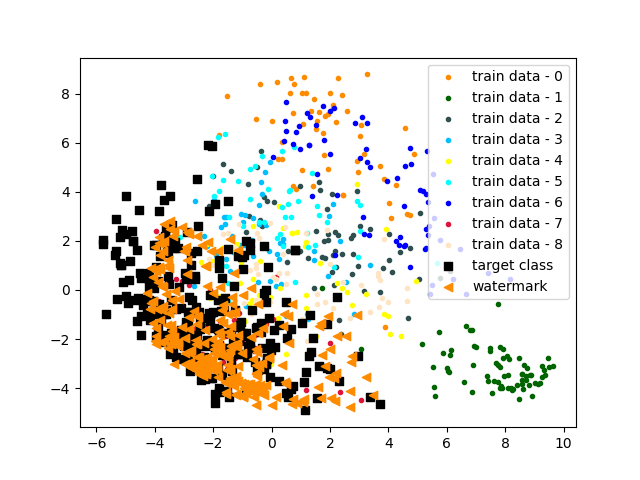 8
6
4
2
0
−2
−4
−6 −4 −2 0 2 4 6 8 10
train data - 0
train data - 1
train data - 2
train data - 3
train data - 4
train data - 5
train data - 6
train data - 7
train data - 8
target class
watermark